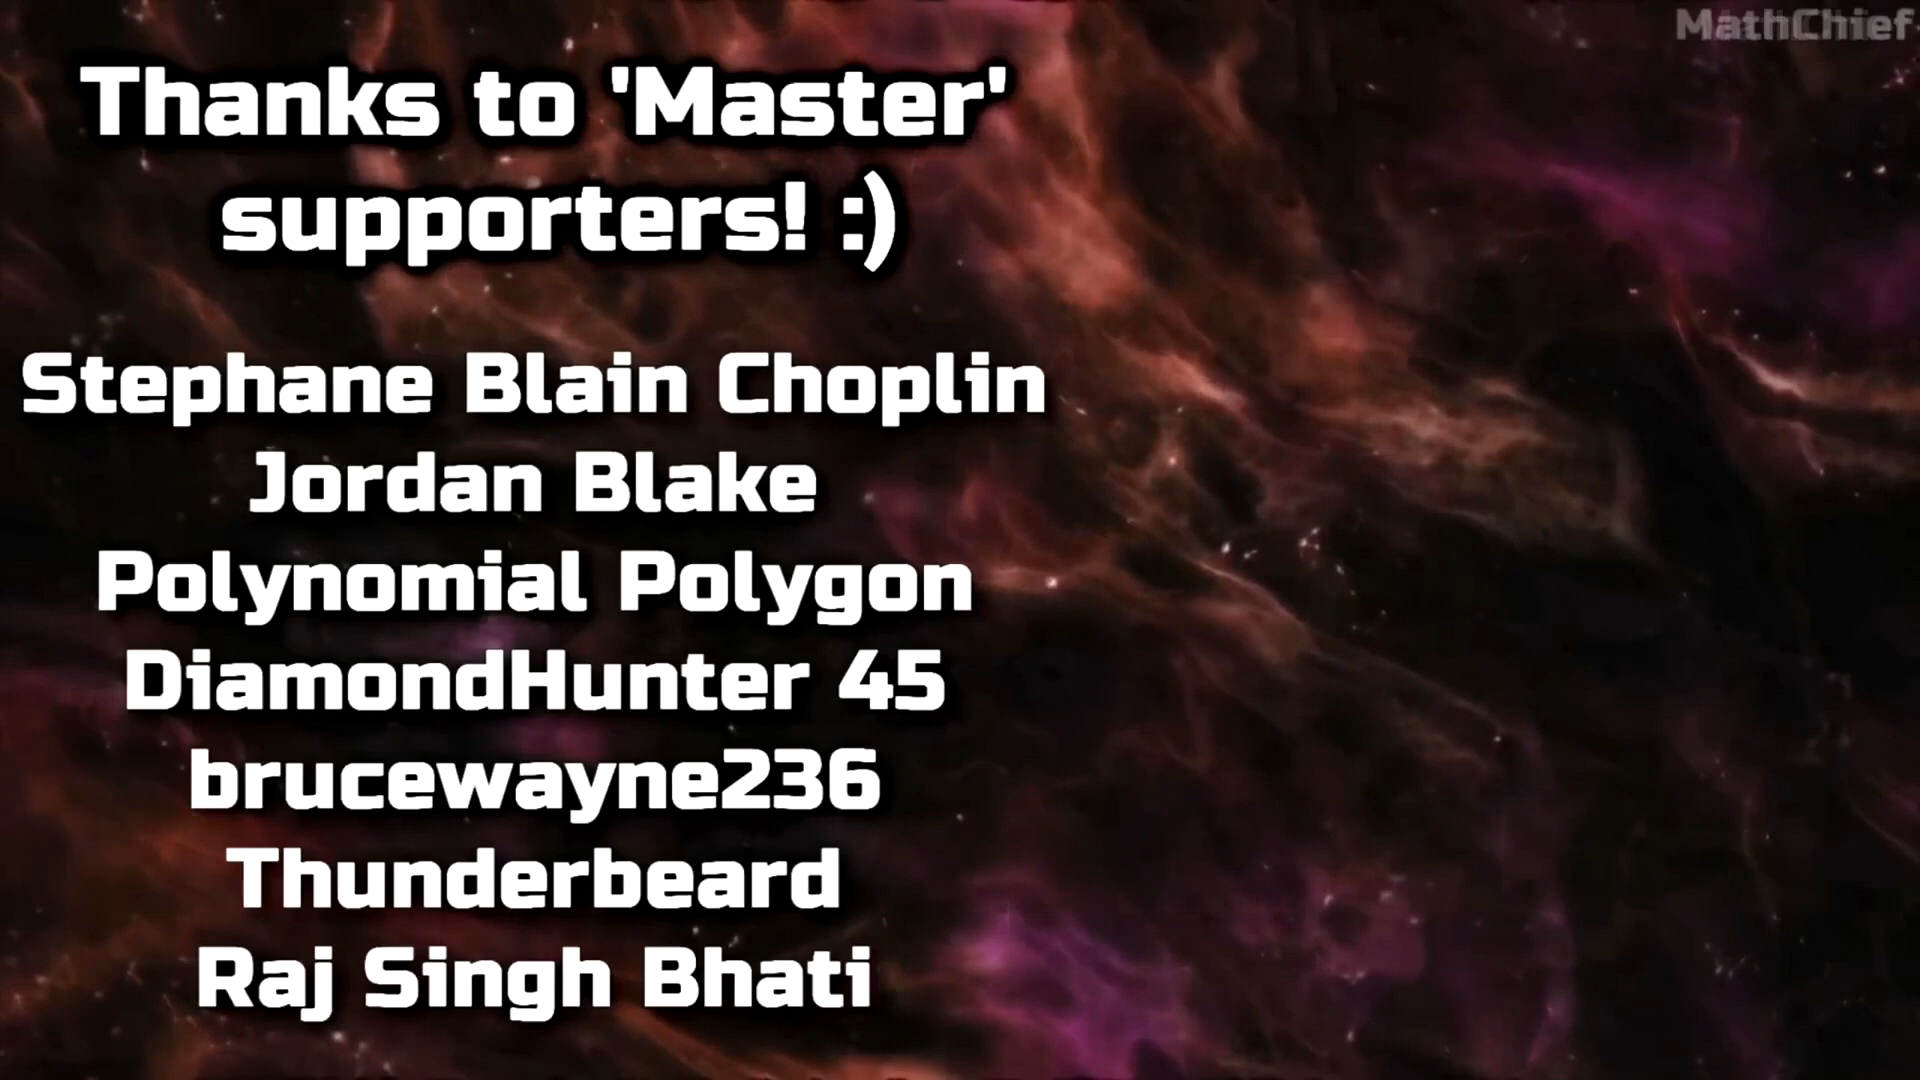 MathChief
Thanks to 'Master'
supporters! :)
Stephane Blain Choplin
Jordan Blake
Polynomial Polygon
DiamondHunter 45
brucewayne236
Thunderbeard
Raj Singh Bhati